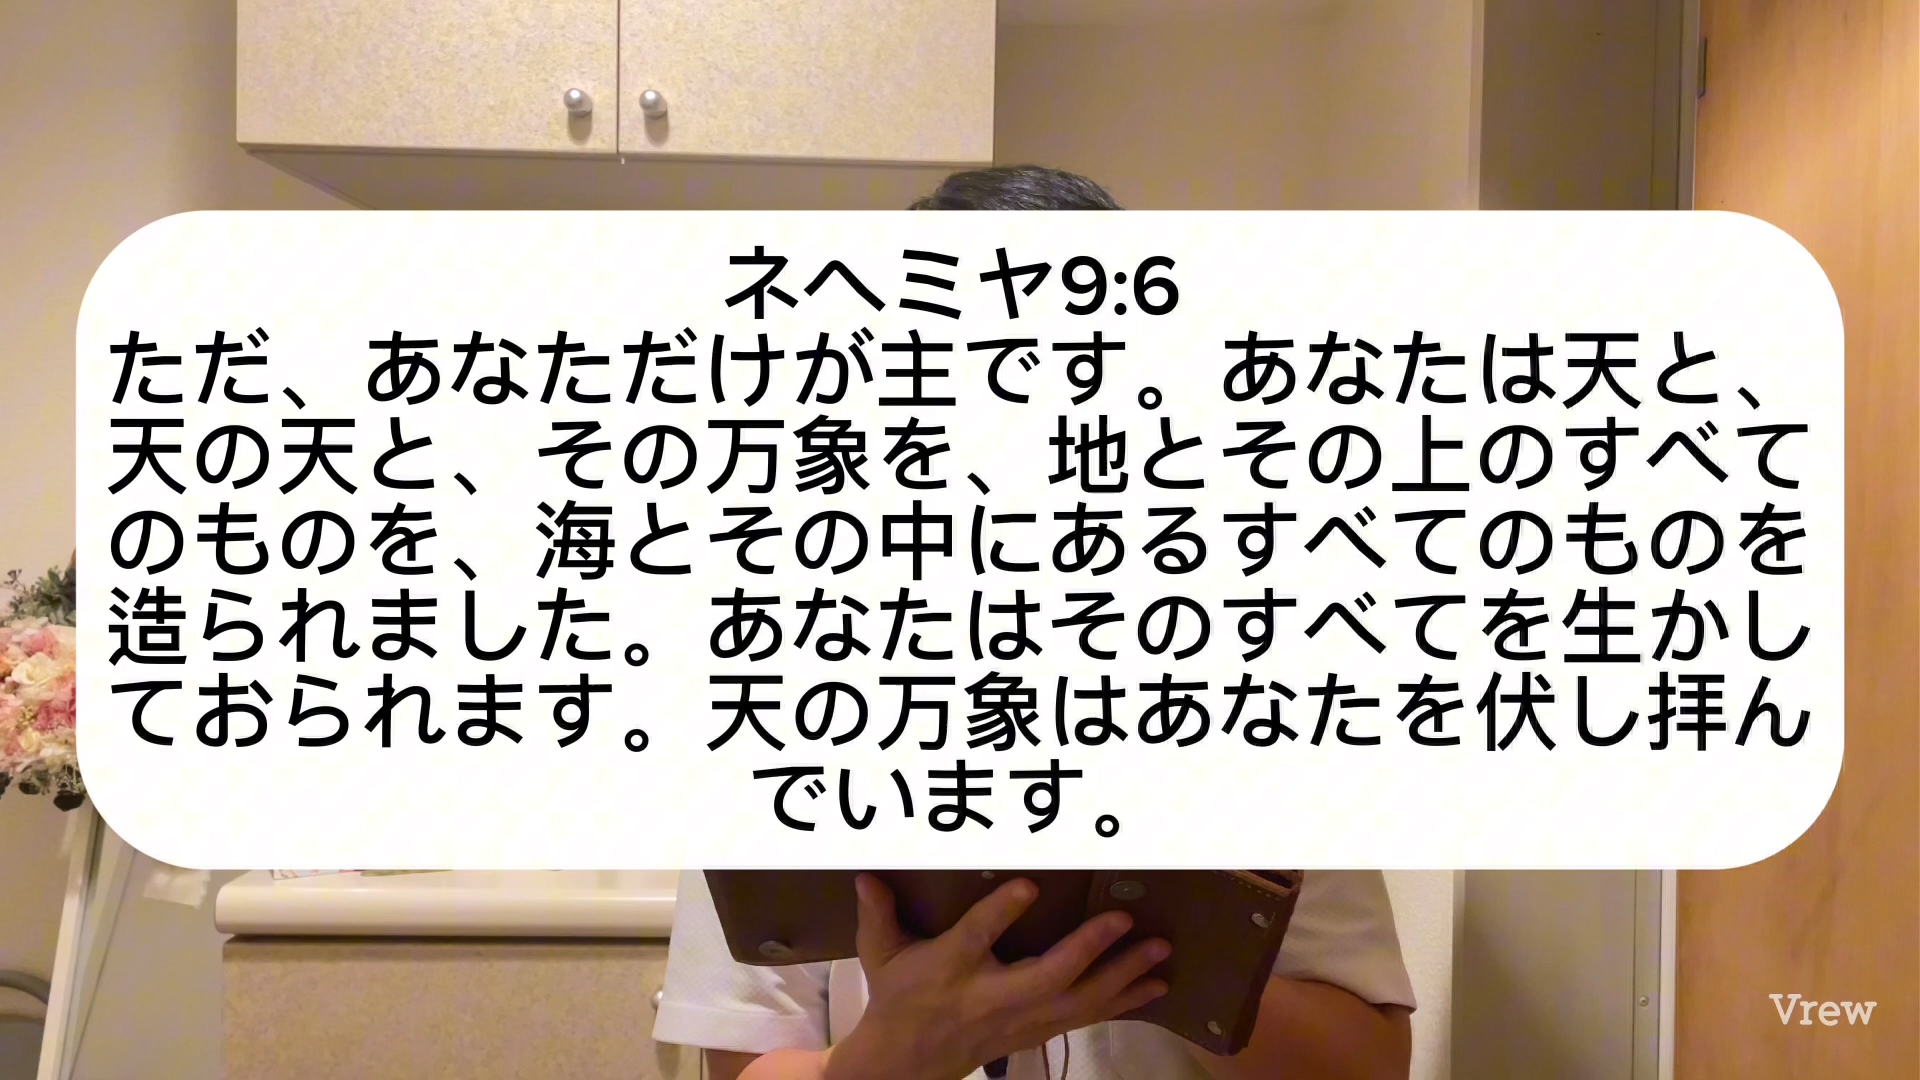 ネヘミヤ9:6
ただ、あなただけが主です。あなたは天と、
天の天と、その万象を、地とその上のすべて
のものを、海とその中にあるすべてのものを
造られました。あなたはそのすべてを生かし
ておられます。天の万象はあなたを伏し拝ん
でいます。
Vrew